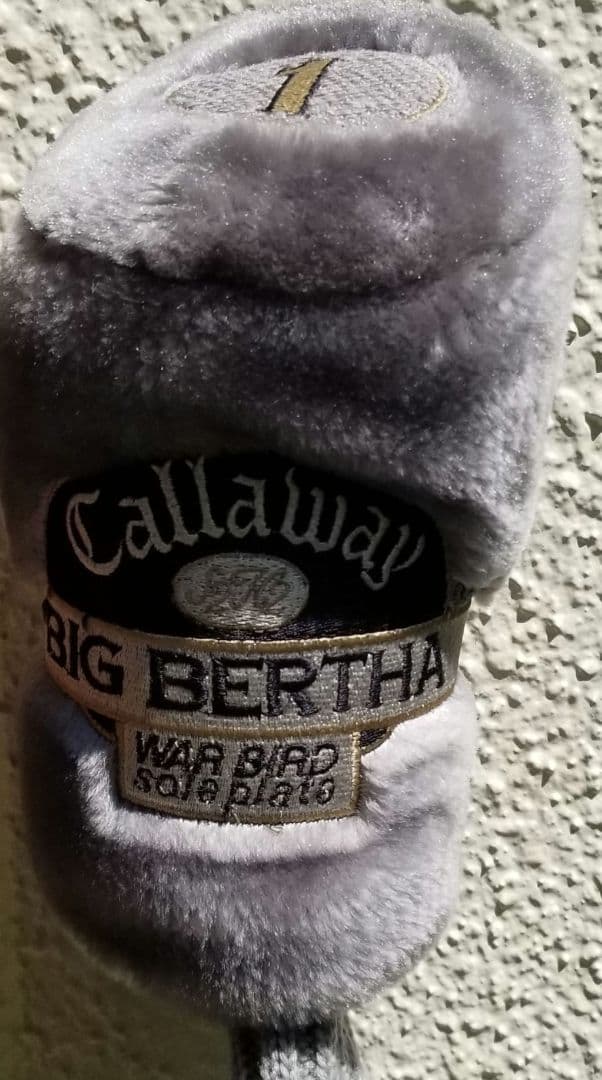 1
Callaway
BIG BERTHA
WAR BIRD
sole plate